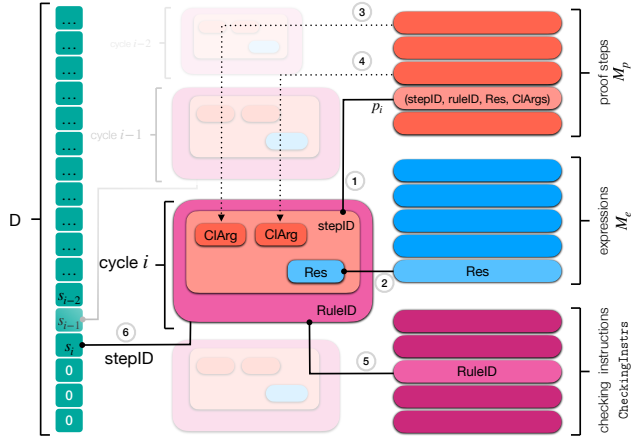 ...
...
...
...
...
...
...
...
...
...
...
s_{i−2}
s_{i−1}
s_i
0
0
0
D
cycle i−2
cycle i−1
cycle i
3
4
1
2
6
5
p_i
stepID
ClArg
ClArg
Res
RuleID
stepID
(stepID, ruleID, Res, ClArgs)
proof steps
M_p
Res
expressions
M_e
RuleID
checking instructions
CheckingInstrs